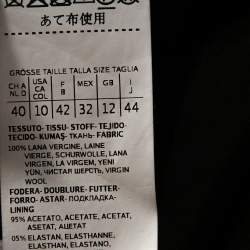 あて布使用
GRÖSSE TAILLE TALLA SIZE TAGLIA
CH A USA F MEX GB I
N L D CA COL J
40 10 42 32 12 44
TESSUTO-TISSU-STOFF-TEJIDO-
TECIDO-KUMAŞ-ТКАНЬ-FABRIC
100% LANA VERGINE, LAINE
VIERGE, SCHURWOLLE, LANA
VIRGEN, LA VIRGEM, YENI
YÜN, ЧИСТАЯ ШЕРСТЬ, VIRGIN
WOOL
FODERA-DOUBLURE-FUTTER-
FORRO-ASTAR-ПОДКЛАДКА-
LINING
95% ACETATO, ACETATE, ACETAT,
ASETAT, АЦЕТАТ
05% ELASTAN, ELASTHANNE,
ELASTHAN, ELASTANO,